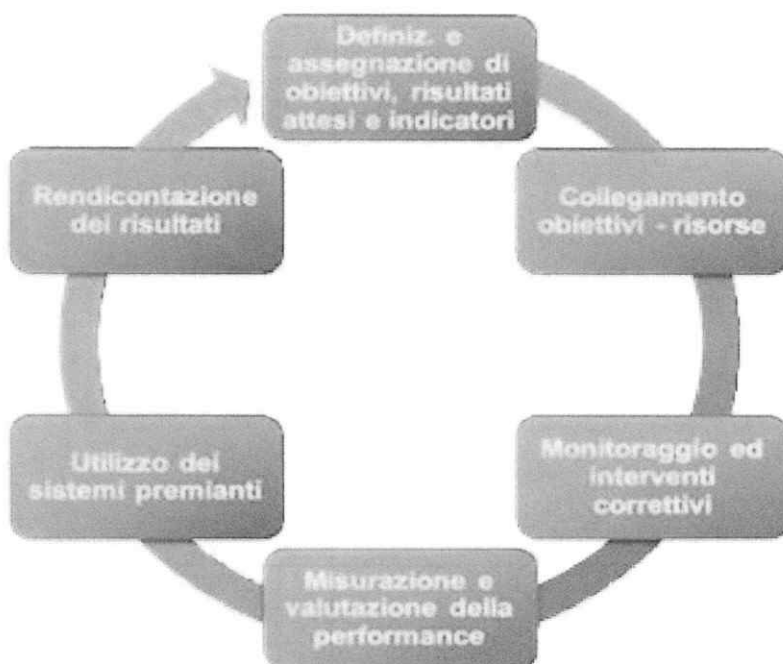 Definiz. e
assegnazione di
obiettivi, risultati
attesi e indicatori
Collegamento
obiettivi - risorse
Monitoraggio ed
interventi
correttivi
Misurazione e
valutazione della
performance
Utilizzo dei
sistemi premianti
Rendicontazione
dei risultati